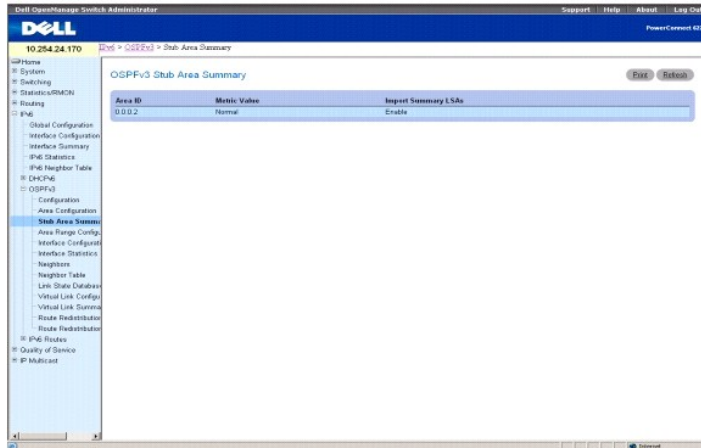 Dell OpenManage Switch Administrator
Support Help About Log Out
DELL
PowerConnect 62
10.254.24.170
IPv6 > OSPFv3 > Stub Area Summary
Home
System
Switching
Statistics/RMON
Routing
IPv6
Global Configuration
Interface Configuration
Interface Summary
IPv6 Statistics
IPv6 Neighbor Table
DHCPv6
OSPFv3
Configuration
Area Configuration
Stub Area Summa
Area Range Configu
Interface Configurati
Interface Statistics
Neighbors
Neighbor Table
Link State Databas
Virtual Link Configu
Virtual Link Summa
Route Redistribution
Route Redistribution
IPv6 Routes
Quality of Service
IP Multicast
OSPFv3 Stub Area Summary
Print Refresh
Area ID Metric Value Import Summary LSAs
0.0.0.2 Normal Enable
Internet